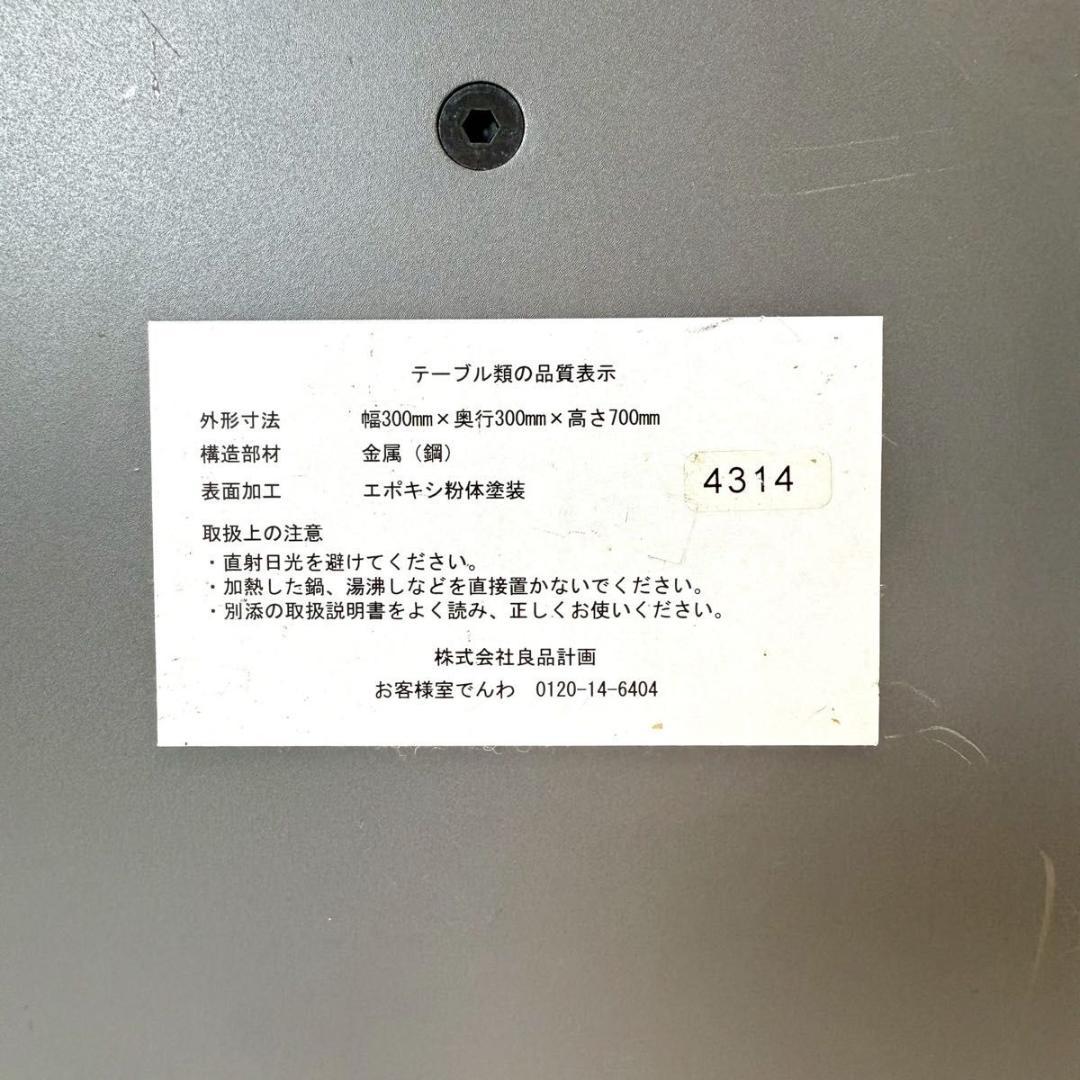 テーブル類の品質表示
外形寸法 幅300mm×奥行300mm×高さ700mm
構造部材 金属（鋼）
表面加工 エポキシ粉体塗装
4314
取扱上の注意
・直射日光を避けてください。
・加熱した鍋、湯沸しなどを直接置かないでください。
・別添の取扱説明書をよく読み、正しくお使いください。
株式会社良品計画
お客様室でんわ 0120-14-6404